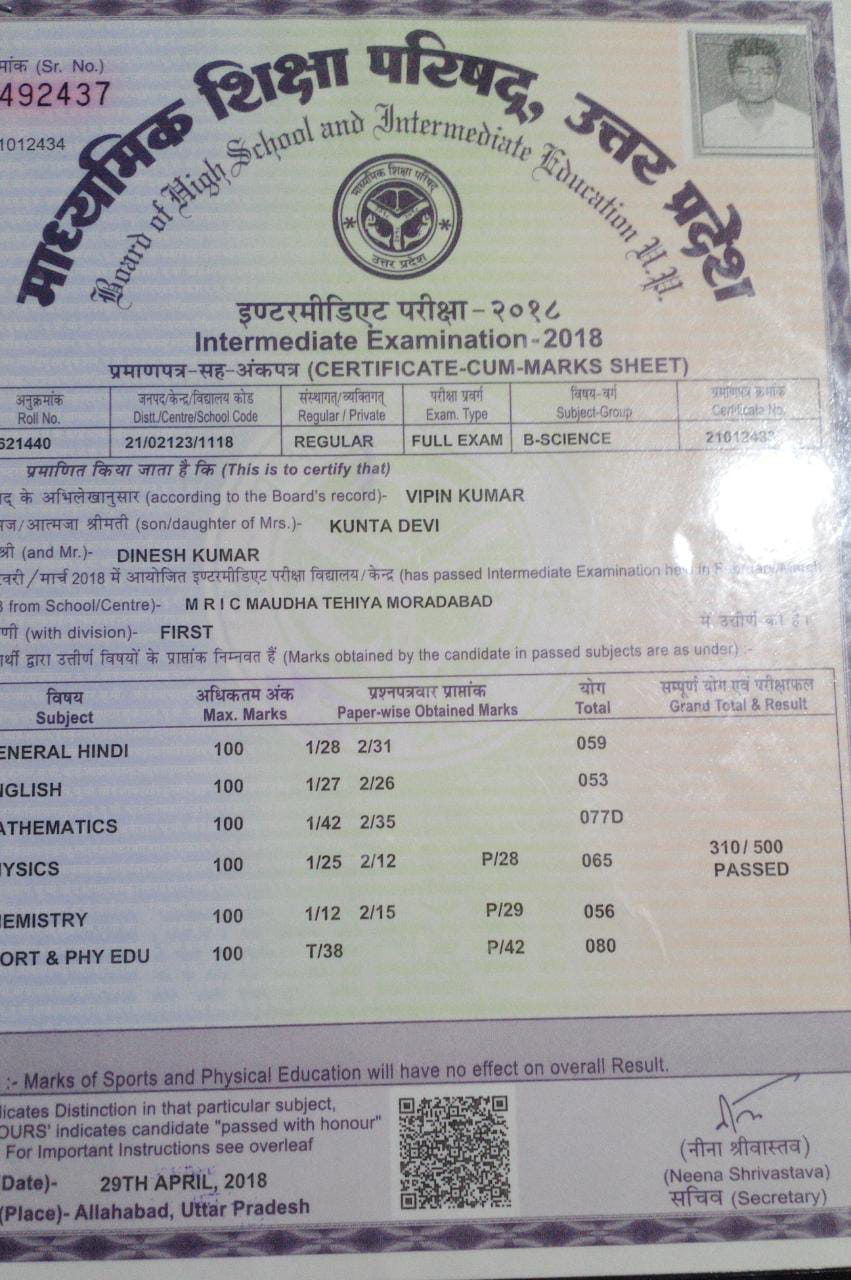 मांक (Sr. No.)
492437
1012434
माध्यमिक शिक्षा परिषद्, उत्तर प्रदेश
Board of High School and Intermediate Education U.P.
माध्यमिक शिक्षा परिषद्
उत्तर प्रदेश
इण्टरमीडिएट परीक्षा-२०१८
Intermediate Examination-2018
प्रमाणपत्र-सह-अंकपत्र (CERTIFICATE-CUM-MARKS SHEET)
अनुक्रमांक जनपद/केन्द्र/विद्यालय कोड संस्थागत/व्यक्तिगत् परीक्षा प्रवर्ग विषय-वर्ग प्रमाणपत्र क्रमांक
Roll No. Distt./Centre/School Code Regular / Private Exam. Type Subject-Group Certificate No.
621440 21/02123/1118 REGULAR FULL EXAM B-SCIENCE 21012433
प्रमाणित किया जाता है कि (This is to certify that)
द् के अभिलेखानुसार (according to the Board's record)- VIPIN KUMAR
मज/आत्मजा श्रीमती (son/daughter of Mrs.)- KUNTA DEVI
श्री (and Mr.)- DINESH KUMAR
वरी/मार्च 2018 में आयोजित इण्टरमीडिएट परीक्षा विद्यालय/केन्द्र (has passed Intermediate Examination held in February/March
8 from School/Centre)- M R I C MAUDHA TEHIYA MORADABAD
में उत्तीर्ण की है।
णी (with division)- FIRST
ार्थी द्वारा उत्तीर्ण विषयों के प्राप्तांक निम्नवत हैं (Marks obtained by the candidate in passed subjects are as under) :-
विषय अधिकतम अंक प्रश्नपत्रवार प्राप्तांक योग सम्पूर्ण योग एवं परीक्षाफल
Subject Max. Marks Paper-wise Obtained Marks Total Grand Total & Result
ENERAL HINDI 100 1/28 2/31 059
NGLISH 100 1/27 2/26 053
ATHEMATICS 100 1/42 2/35 077D
310/ 500
PASSED
YSICS 100 1/25 2/12 P/28 065
HEMISTRY 100 1/12 2/15 P/29 056
ORT & PHY EDU 100 T/38 P/42 080
:- Marks of Sports and Physical Education will have no effect on overall Result.
dicates Distinction in that particular subject,
OURS' indicates candidate "passed with honour"
For Important Instructions see overleaf
Date)- 29TH APRIL, 2018
(Place)- Allahabad, Uttar Pradesh
(नीना श्रीवास्तव)
(Neena Shrivastava)
सचिव (Secretary)